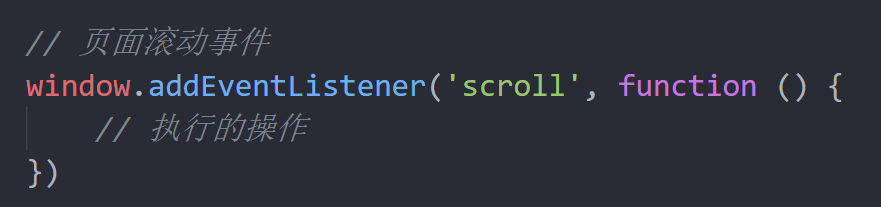 // 页面滚动事件
window.addEventListener('scroll', function () {
    // 执行的操作
})